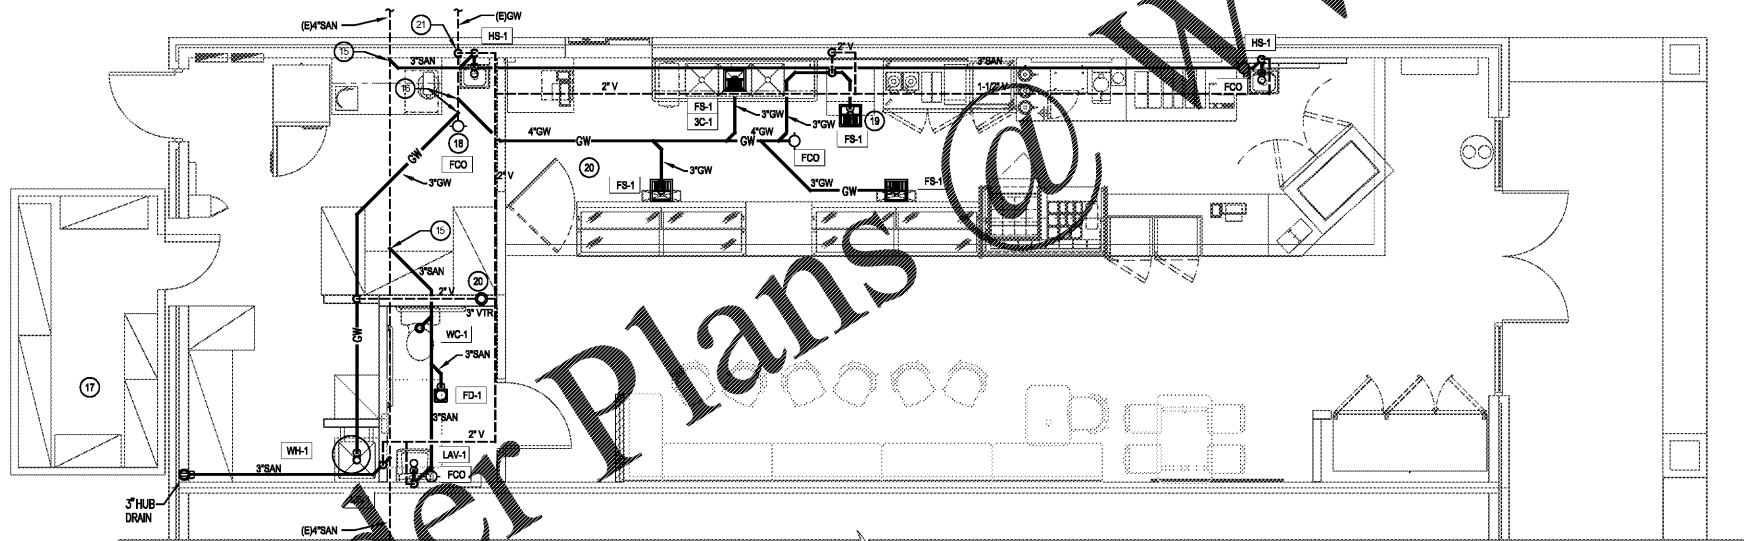 (E)4"SAN
(E)GW
21
HS-1
15
3"SAN
2" V
3"SAN
HS-1
16
2" V
1-1/2" V
FCO
FS-1
3C-1
3"GW
3"GW
4"GW
GW
4"GW
GW
FS-1
19
18
FCO
FCO
GW
3"GW
20
3"GW
2" V
FS-1
3"GW
GW
FS-1
15
3"SAN
20
2" V
3" VTR
GW
WC-1
3"SAN
17
FD-1
3"SAN
2" V
WH-1
LAV-1
3"SAN
FCO
3" HUB
DRAIN
(E)4"SAN
der Plans @ W